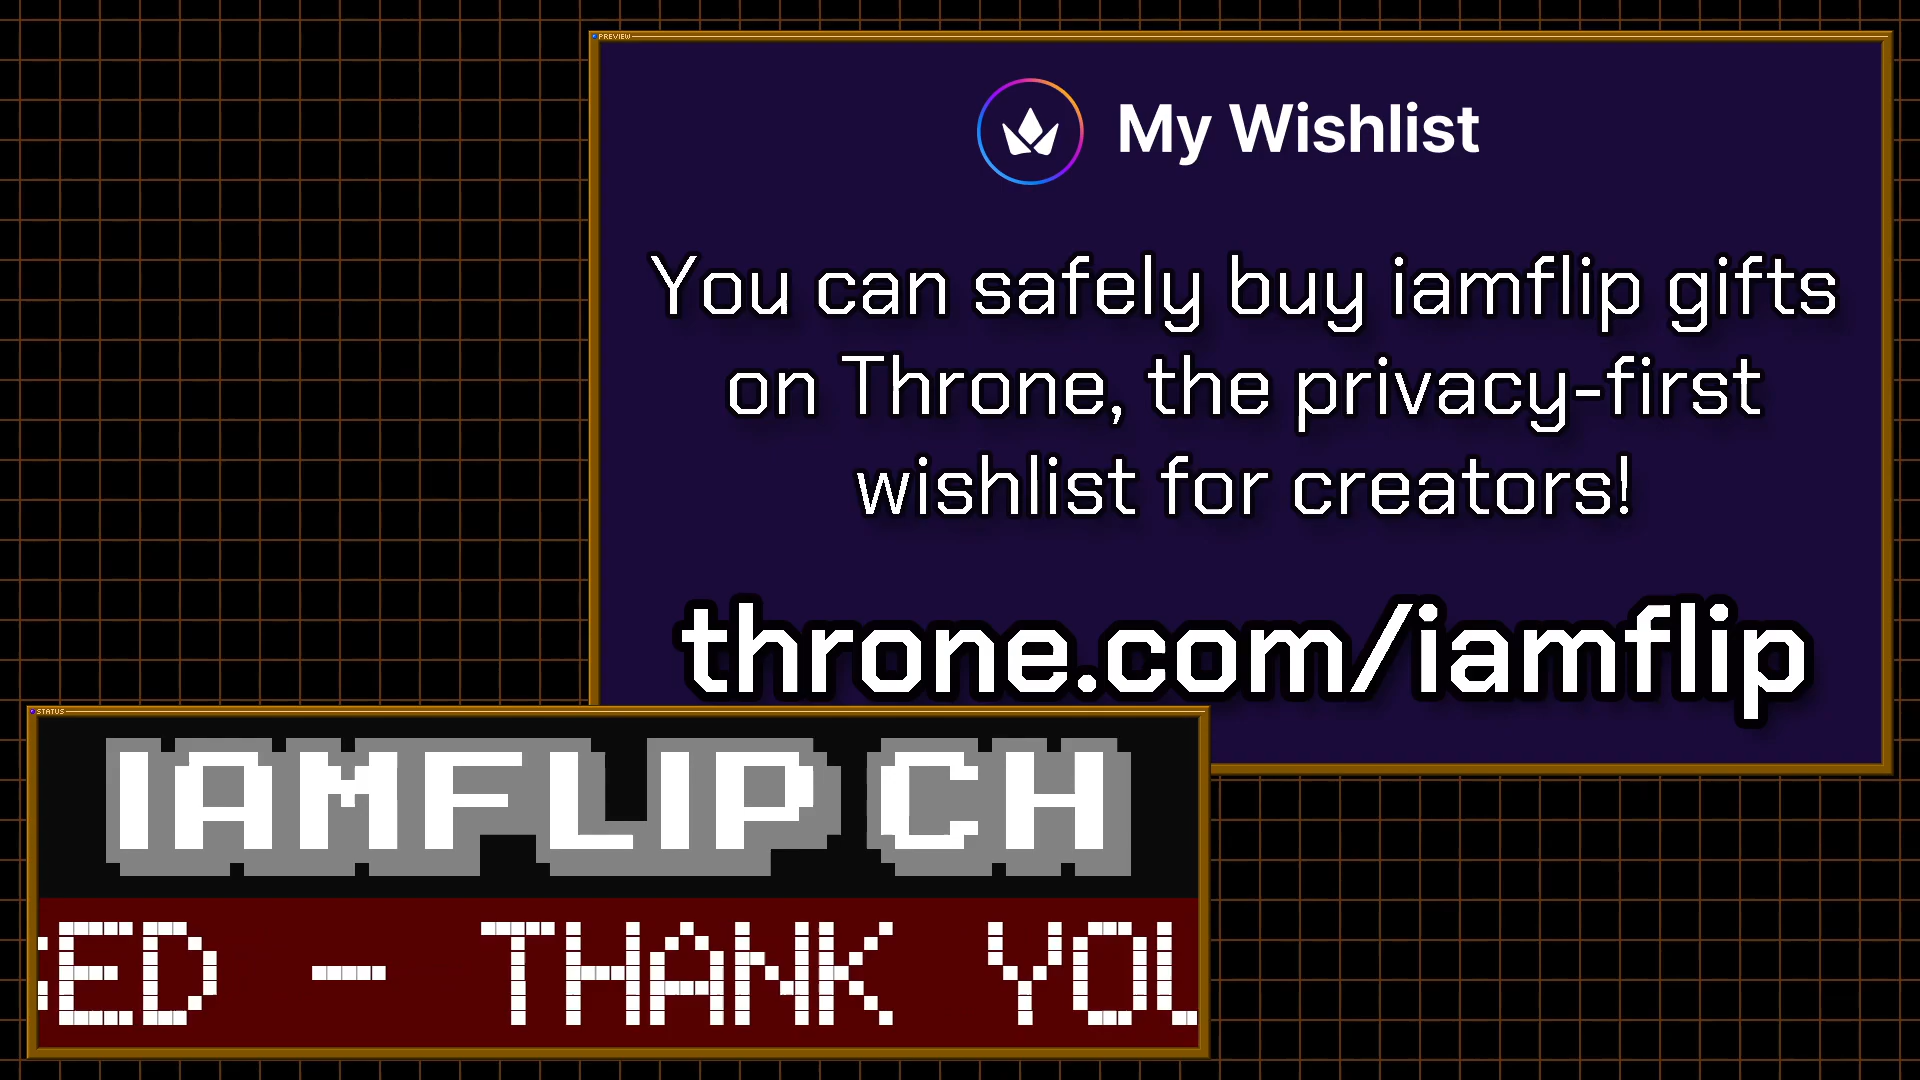 PREVIEW
My Wishlist
You can safely buy iamflip gifts
on Throne, the privacy-first
wishlist for creators!
throne.com/iamflip
STATUS
IAMFLIP CH
ED - THANK YOU